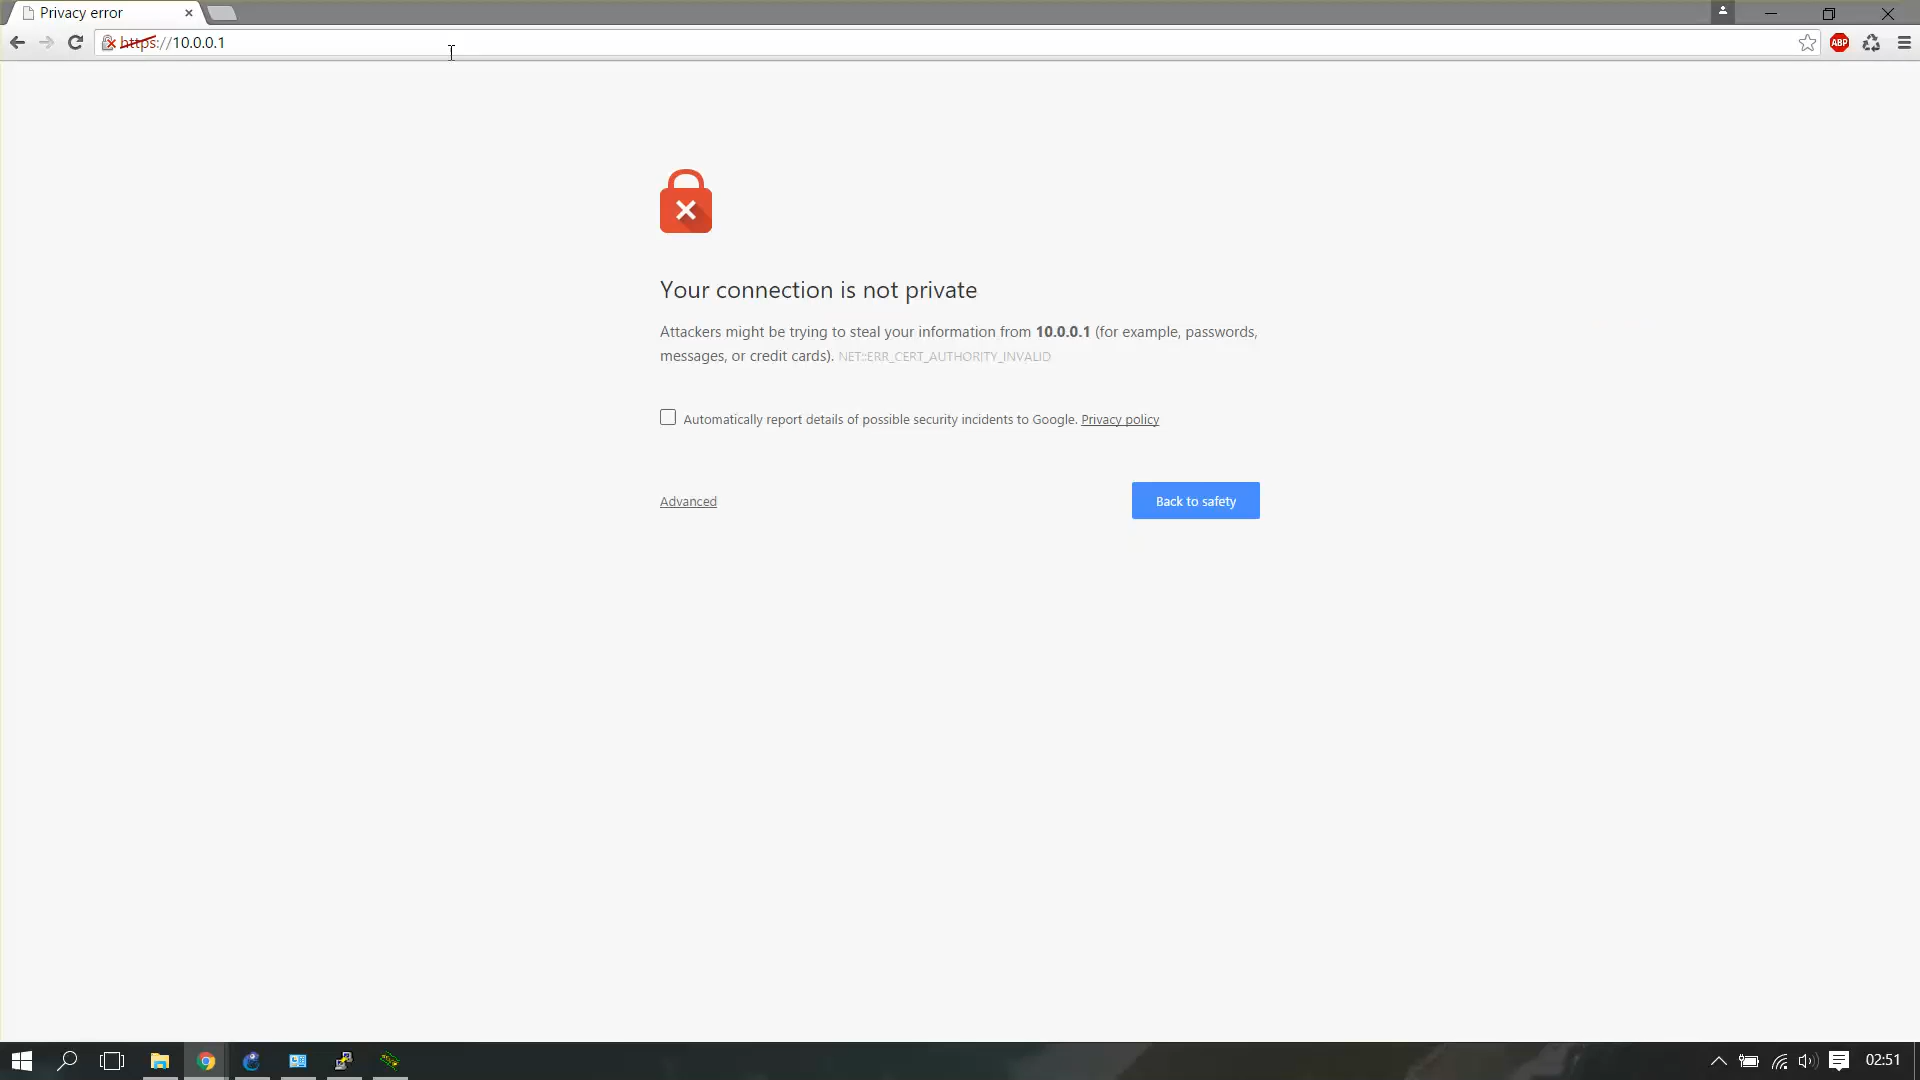 Privacy error
https://10.0.0.1
ABP
Your connection is not private
Attackers might be trying to steal your information from 10.0.0.1 (for example, passwords,
messages, or credit cards). NET::ERR_CERT_AUTHORITY_INVALID
Automatically report details of possible security incidents to Google. Privacy policy
Advanced
Back to safety
02:51